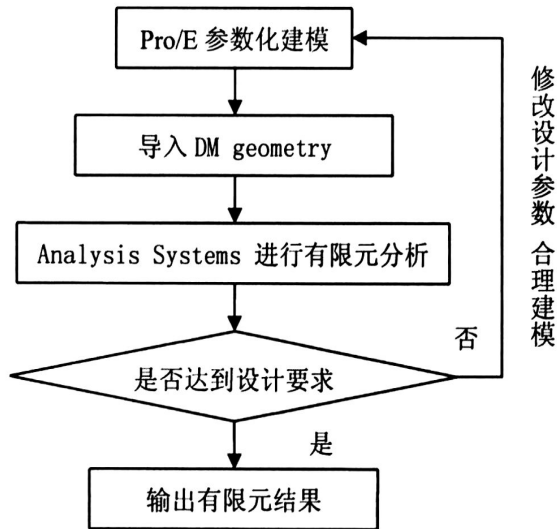 Pro/E 参数化建模
导入 DM geometry
Analysis Systems 进行有限元分析
是否达到设计要求
否
是
输出有限元结果
修改设计参数 合理建模